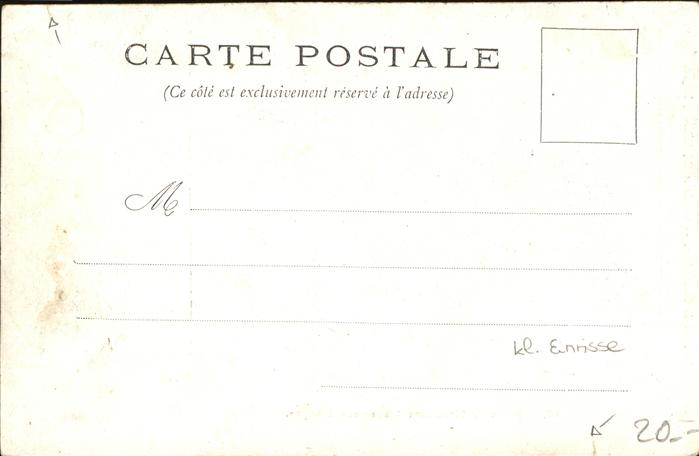 CARTE POSTALE
(Ce côté est exclusivement réservé à l'adresse)
M
kl. Einrisse
20.-